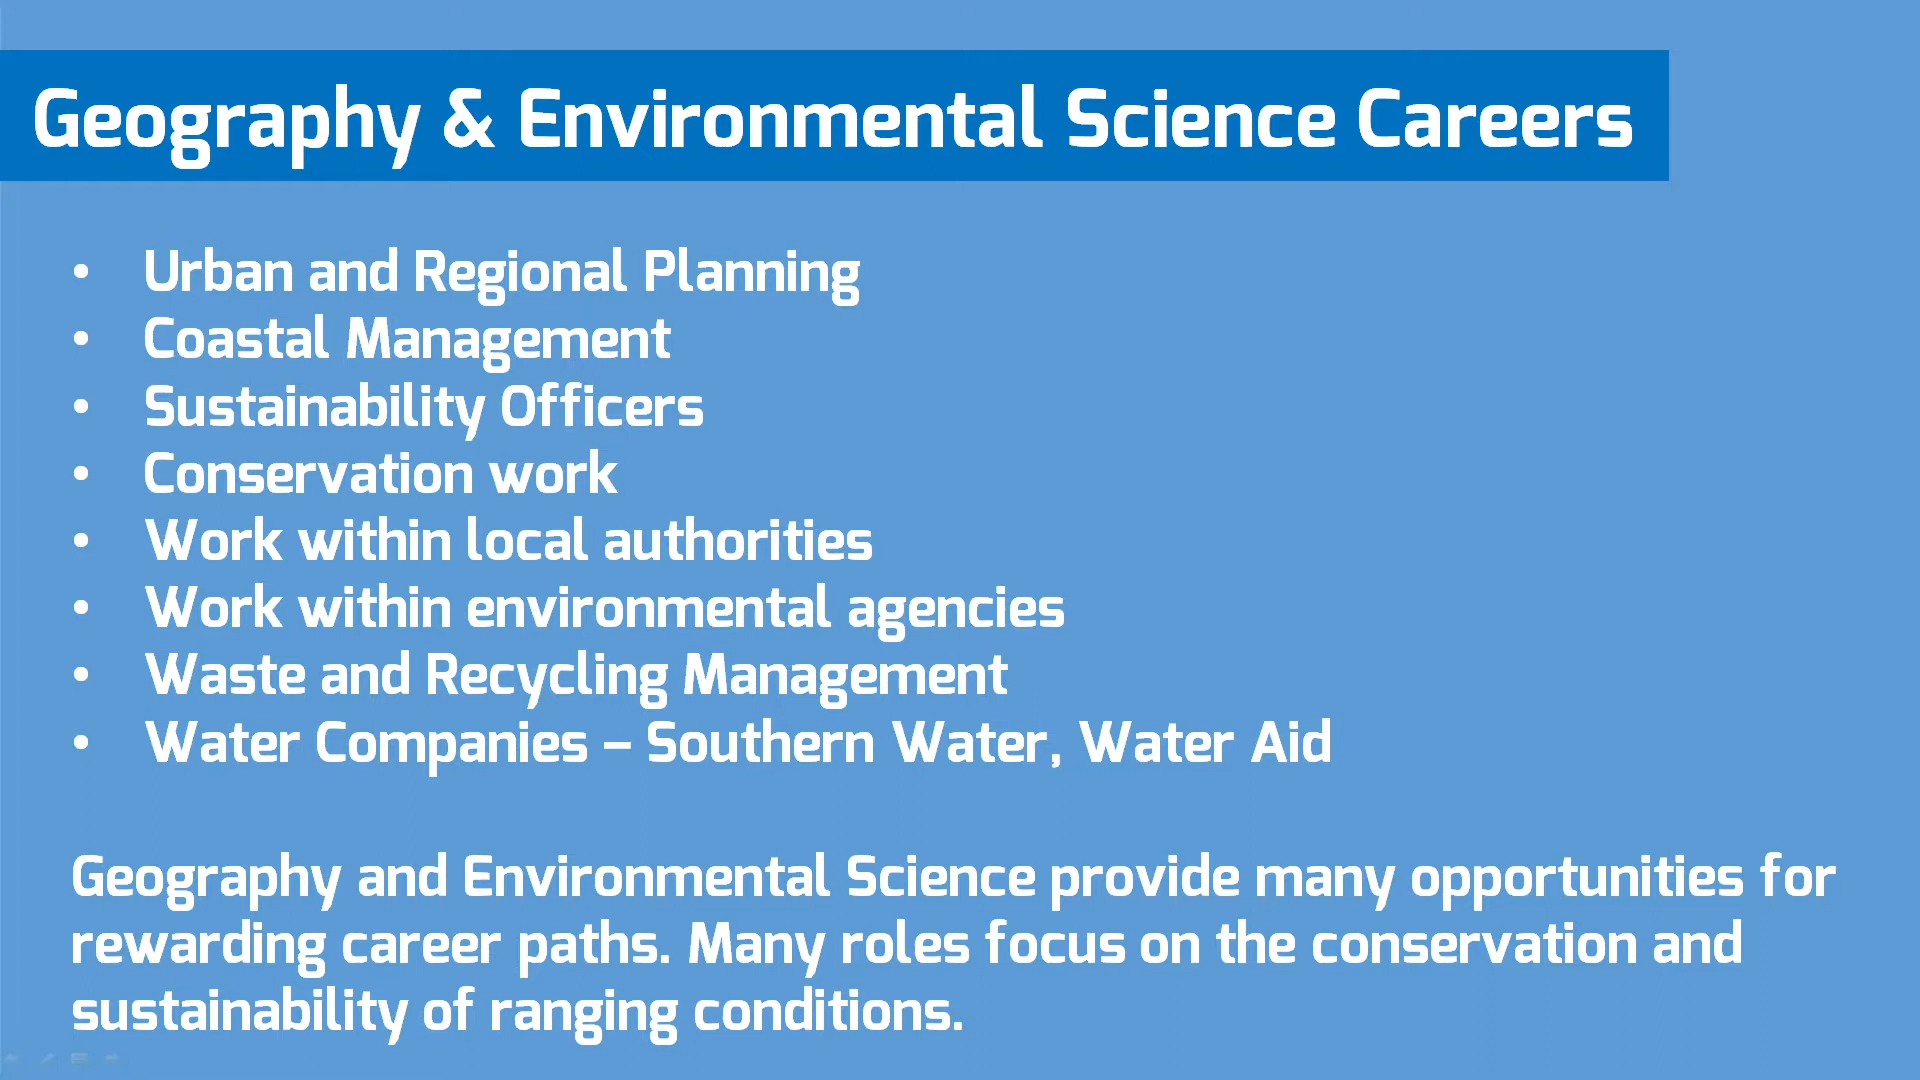 Geography & Environmental Science Careers
• Urban and Regional Planning
• Coastal Management
• Sustainability Officers
• Conservation work
• Work within local authorities
• Work within environmental agencies
• Waste and Recycling Management
• Water Companies – Southern Water, Water Aid
Geography and Environmental Science provide many opportunities for
rewarding career paths. Many roles focus on the conservation and
sustainability of ranging conditions.